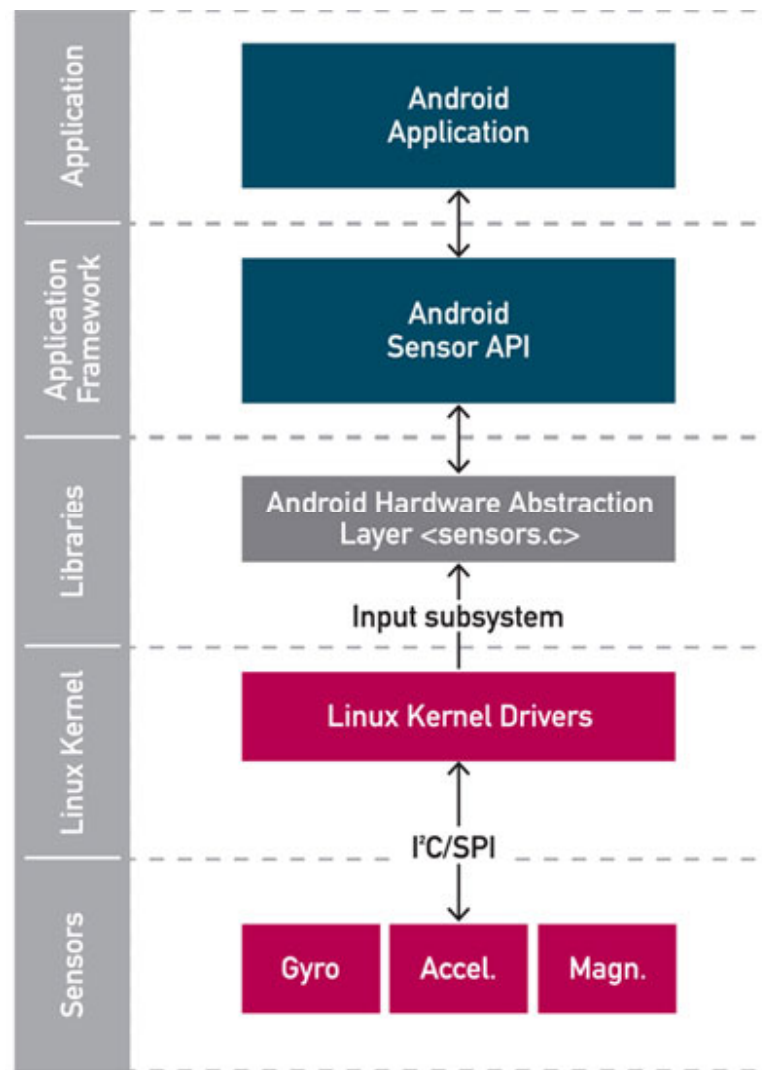 Application
Android
Application
Application
Framework
Android
Sensor API
Libraries
Android Hardware Abstraction
Layer <sensors.c>
Input subsystem
Linux Kernel
Linux Kernel Drivers
I²C/SPI
Sensors
Gyro
Accel.
Magn.